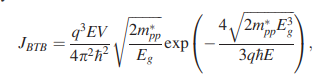 J_{BTB} = \frac{q^3EV}{4\pi^2\hbar^2} \sqrt{\frac{2m^*_{pp}}{E_g}} \exp\left(-\frac{4\sqrt{2m^*_{pp}E_g^3}}{3q\hbar E}\right),